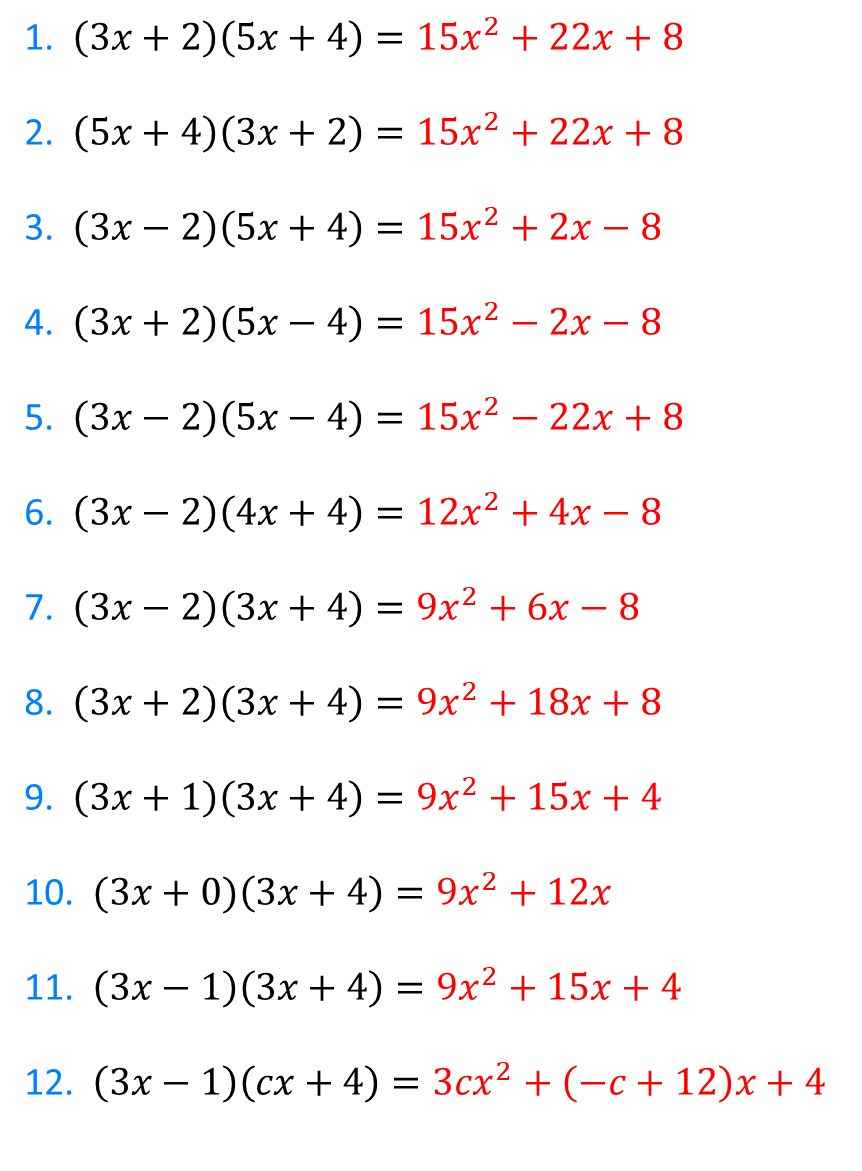 1. (3x + 2)(5x + 4) = 15x² + 22x + 8
2. (5x + 4)(3x + 2) = 15x² + 22x + 8
3. (3x − 2)(5x + 4) = 15x² + 2x − 8
4. (3x + 2)(5x − 4) = 15x² − 2x − 8
5. (3x − 2)(5x − 4) = 15x² − 22x + 8
6. (3x − 2)(4x + 4) = 12x² + 4x − 8
7. (3x − 2)(3x + 4) = 9x² + 6x − 8
8. (3x + 2)(3x + 4) = 9x² + 18x + 8
9. (3x + 1)(3x + 4) = 9x² + 15x + 4
10. (3x + 0)(3x + 4) = 9x² + 12x
11. (3x − 1)(3x + 4) = 9x² + 15x + 4
12. (3x − 1)(cx + 4) = 3cx² + (−c + 12)x + 4